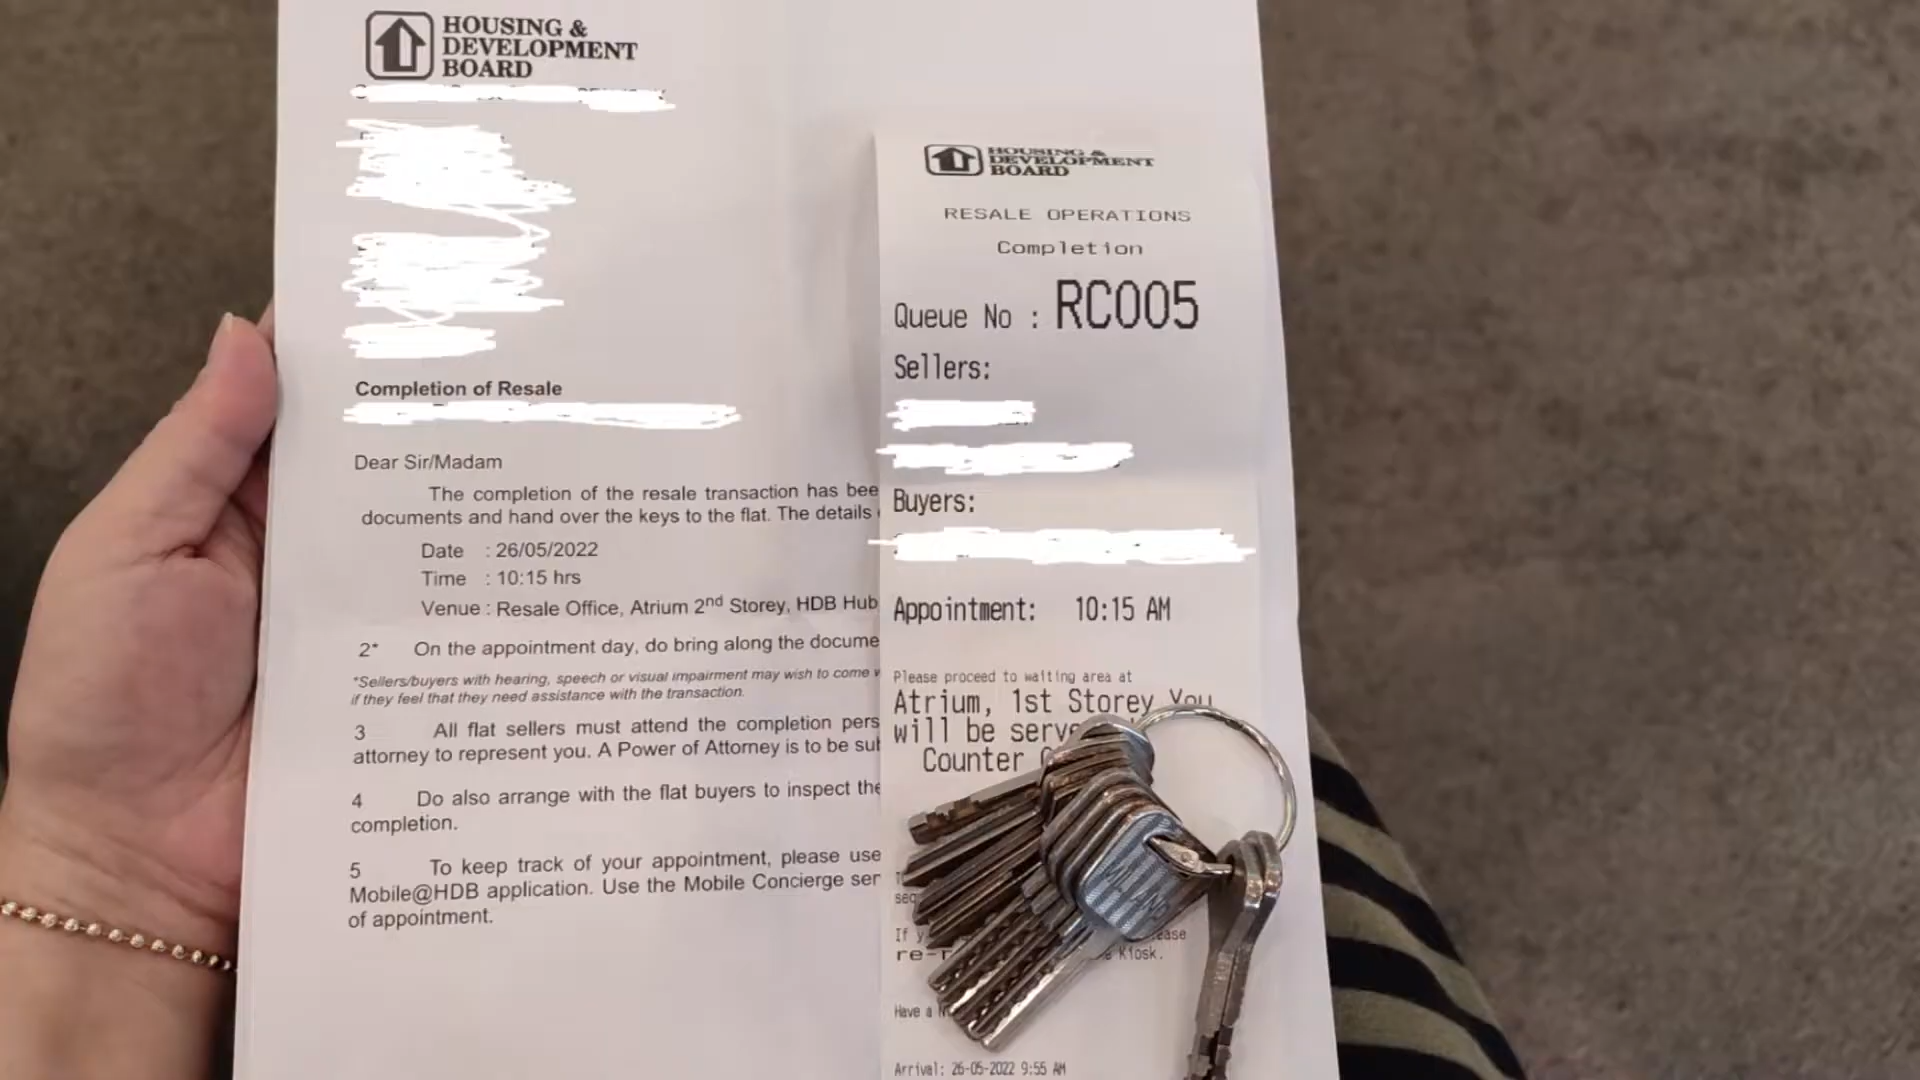 HOUSING &
DEVELOPMENT
BOARD
Completion of Resale
Dear Sir/Madam
The completion of the resale transaction has bee
documents and hand over the keys to the flat. The details
Date : 26/05/2022
Time : 10:15 hrs
Venue : Resale Office, Atrium 2nd Storey, HDB Hub
2* On the appointment day, do bring along the docume
*Sellers/buyers with hearing, speech or visual impairment may wish to come w
if they feel that they need assistance with the transaction.
3 All flat sellers must attend the completion pers
attorney to represent you. A Power of Attorney is to be sub
4 Do also arrange with the flat buyers to inspect the
completion.
5 To keep track of your appointment, please use
Mobile@HDB application. Use the Mobile Concierge ser
of appointment.
HOUSING &
DEVELOPMENT
BOARD
RESALE OPERATIONS
Completion
Queue No : RC005
Sellers:
Buyers:
Appointment: 10:15 AM
Please proceed to waiting area at
Atrium, 1st Storey You
will be serve
Counter
seq
If y ease
re-r Kiosk.
Have a N
Arrival: 26-05-2022 9:55 AM